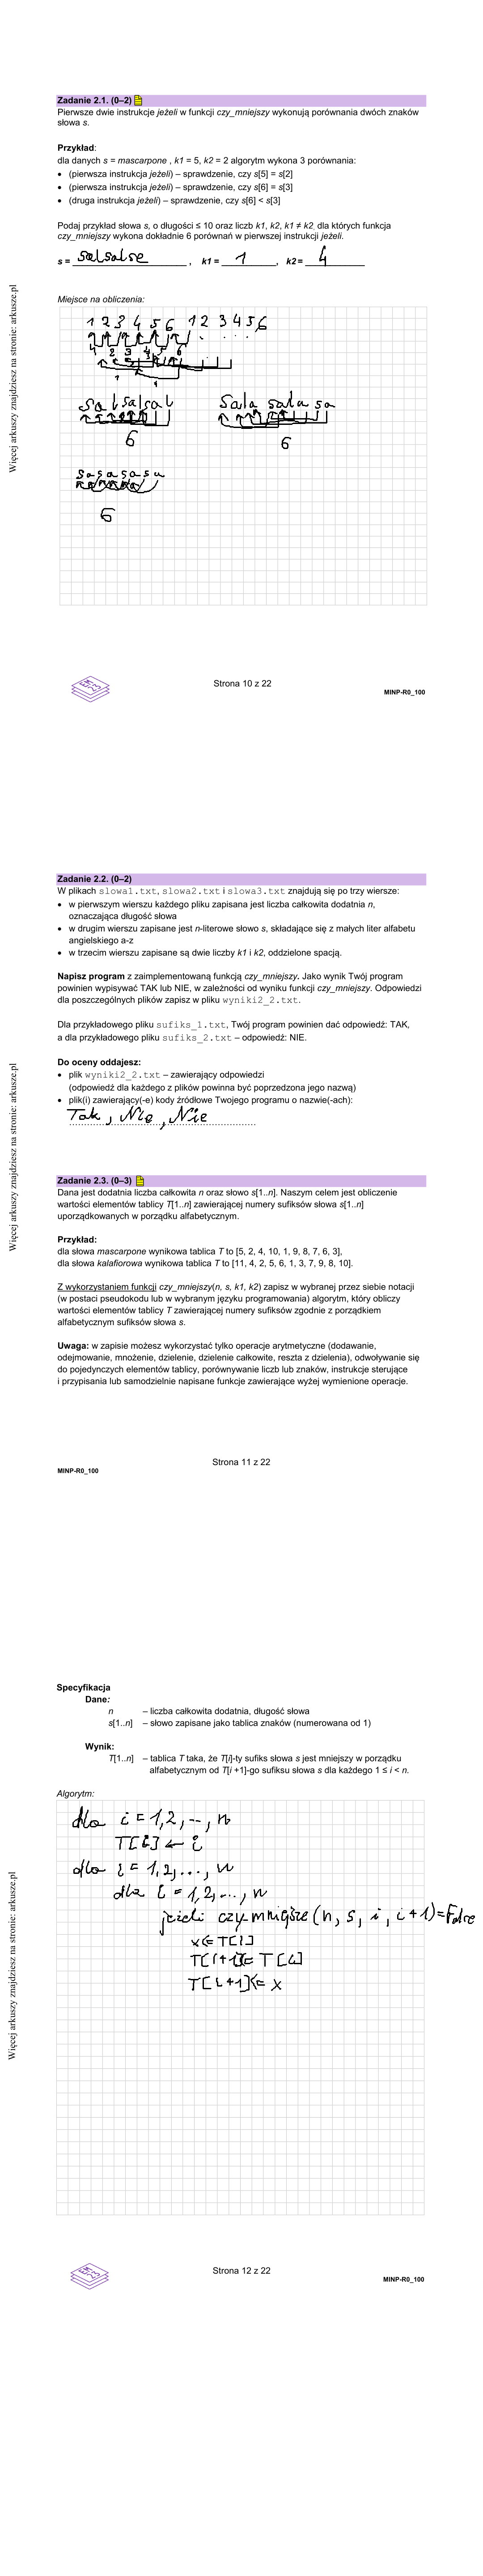 Zadanie 2.1. (0–2)
Pierwsze dwie instrukcje jeżeli w funkcji czy_mniejszy wykonują porównania dwóch znaków
słowa s.
Przykład:
dla danych s = mascarpone , k1 = 5, k2 = 2 algorytm wykona 3 porównania:
• (pierwsza instrukcja jeżeli) – sprawdzenie, czy s[5] = s[2]
• (pierwsza instrukcja jeżeli) – sprawdzenie, czy s[6] = s[3]
• (druga instrukcja jeżeli) – sprawdzenie, czy s[6] < s[3]
Podaj przykład słowa s, o długości ≤ 10 oraz liczb k1, k2, k1 ≠ k2, dla których funkcja
czy_mniejszy wykona dokładnie 6 porównań w pierwszej instrukcji jeżeli.
s = salsalse , k1 = 1, k2 = 4
Miejsce na obliczenia:
1 2 3 4 5 6 1 2 3 4 5 6
salsalsal sala sala sa
6 6
sasasasa
6
Więcej arkuszy znajdziesz na stronie: arkusze.pl
Strona 10 z 22
MINP-R0_100
Zadanie 2.2. (0–2)
W plikach slowa1.txt, slowa2.txt i slowa3.txt znajdują się po trzy wiersze:
• w pierwszym wierszu każdego pliku zapisana jest liczba całkowita dodatnia n,
oznaczająca długość słowa
• w drugim wierszu zapisane jest n-literowe słowo s, składające się z małych liter alfabetu
angielskiego a-z
• w trzecim wierszu zapisane są dwie liczby k1 i k2, oddzielone spacją.
Napisz program z zaimplementowaną funkcją czy_mniejszy. Jako wynik Twój program
powinien wypisywać TAK lub NIE, w zależności od wyniku funkcji czy_mniejszy. Odpowiedzi
dla poszczególnych plików zapisz w pliku wyniki2_2.txt.
Dla przykładowego pliku sufiks_1.txt, Twój program powinien dać odpowiedź: TAK,
a dla przykładowego pliku sufiks_2.txt – odpowiedź: NIE.
Do oceny oddajesz:
• plik wyniki2_2.txt – zawierający odpowiedzi
(odpowiedź dla każdego z plików powinna być poprzedzona jego nazwą)
• plik(i) zawierający(-e) kody źródłowe Twojego programu o nazwie(-ach):
Tak, Nie, Nie
Więcej arkuszy znajdziesz na stronie: arkusze.pl
Zadanie 2.3. (0–3)
Dana jest dodatnia liczba całkowita n oraz słowo s[1..n]. Naszym celem jest obliczenie
wartości elementów tablicy T[1..n] zawierającej numery sufiksów słowa s[1..n]
uporządkowanych w porządku alfabetycznym.
Przykład:
dla słowa mascarpone wynikowa tablica T to [5, 2, 4, 10, 1, 9, 8, 7, 6, 3],
dla słowa kalafiorowa wynikowa tablica T to [11, 4, 2, 5, 6, 1, 3, 7, 9, 8, 10].
Z wykorzystaniem funkcji czy_mniejszy(n, s, k1, k2) zapisz w wybranej przez siebie notacji
(w postaci pseudokodu lub w wybranym języku programowania) algorytm, który obliczy
wartości elementów tablicy T zawierającej numery sufiksów zgodnie z porządkiem
alfabetycznym sufiksów słowa s.
Uwaga: w zapisie możesz wykorzystać tylko operacje arytmetyczne (dodawanie,
odejmowanie, mnożenie, dzielenie, dzielenie całkowite, reszta z dzielenia), odwoływanie się
do pojedynczych elementów tablicy, porównywanie liczb lub znaków, instrukcje sterujące
i przypisania lub samodzielnie napisane funkcje zawierające wyżej wymienione operacje.
Strona 11 z 22
MINP-R0_100
Specyfikacja
Dane:
n – liczba całkowita dodatnia, długość słowa
s[1..n] – słowo zapisane jako tablica znaków (numerowana od 1)
Wynik:
T[1..n] – tablica T taka, że T[i]-ty sufiks słowa s jest mniejszy w porządku
alfabetycznym od T[i +1]-go sufiksu słowa s dla każdego 1 ≤ i < n.
Algorytm:
dla i = 1,2,..., n
T[i] ← i
dla i = 1,2,..., n
dla i = 1,2,..., n
jeżeli czy_mniejsze(n, s, i, i+1)=False
x <= T[i]
T[i+1] <= T[i]
T[i+1] <= x
Więcej arkuszy znajdziesz na stronie: arkusze.pl
Strona 12 z 22
MINP-R0_100